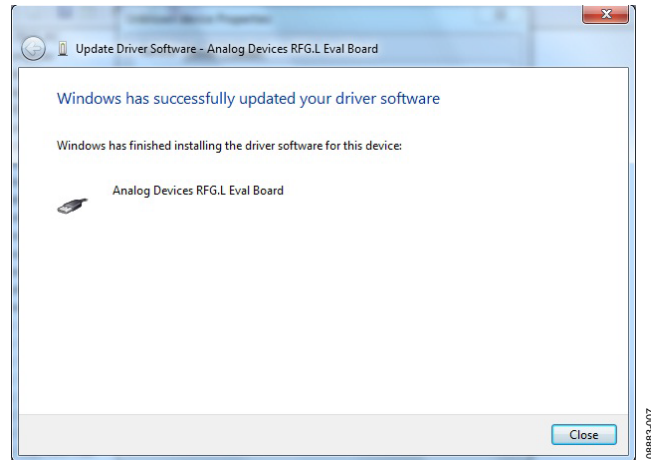 Update Driver Software - Analog Devices RFG.L Eval Board
Windows has successfully updated your driver software
Windows has finished installing the driver software for this device:
Analog Devices RFG.L Eval Board
Close
08883-007